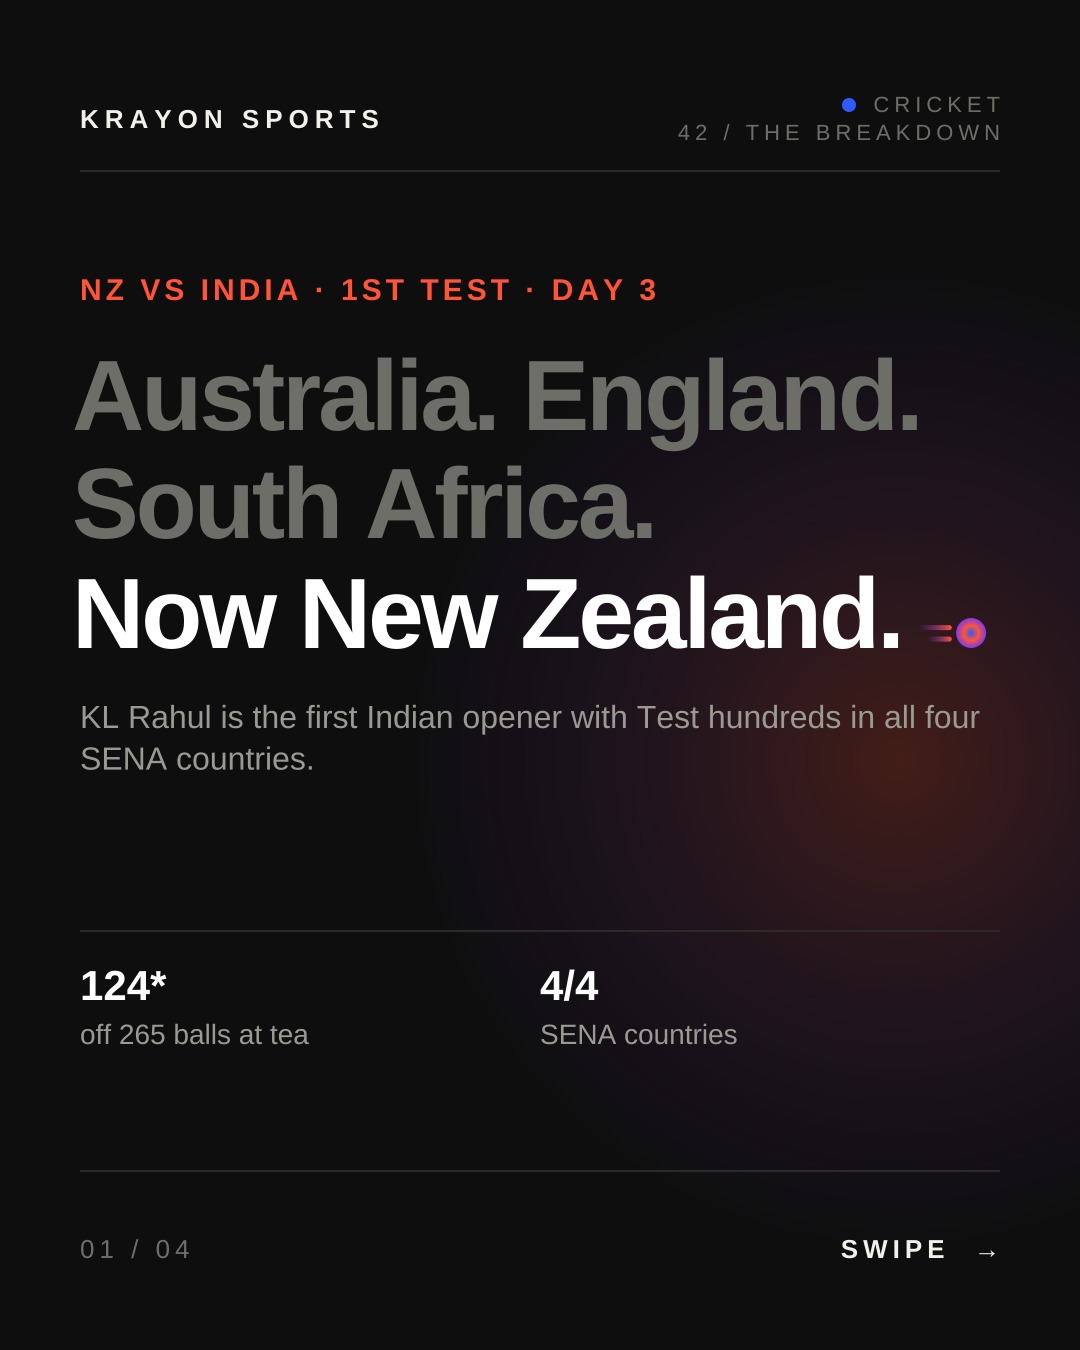 KRAYON SPORTS
CRICKET
42 / THE BREAKDOWN
NZ VS INDIA · 1ST TEST · DAY 3
Australia. England.
South Africa.
Now New Zealand.
KL Rahul is the first Indian opener with Test hundreds in all four
SENA countries.
124*
off 265 balls at tea
4/4
SENA countries
01 / 04
SWIPE →